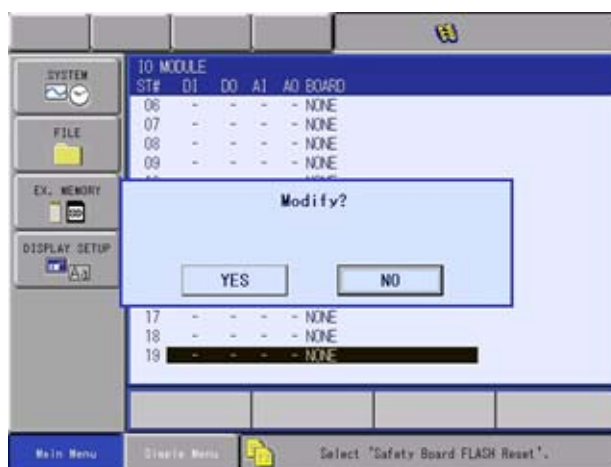 SYSTEM
FILE
EX. MEMORY
DISPLAY SETUP
IO MODULE
ST# DI DO AI AO BOARD
06 - - - - NONE
07 - - - - NONE
08 - - - - NONE
09 - - - - NONE
Modify?
YES NO
17 - - - - NONE
18 - - - - NONE
19 - - - - NONE
Main Menu
Simple Menu
Select "Safety Board FLASH Reset".